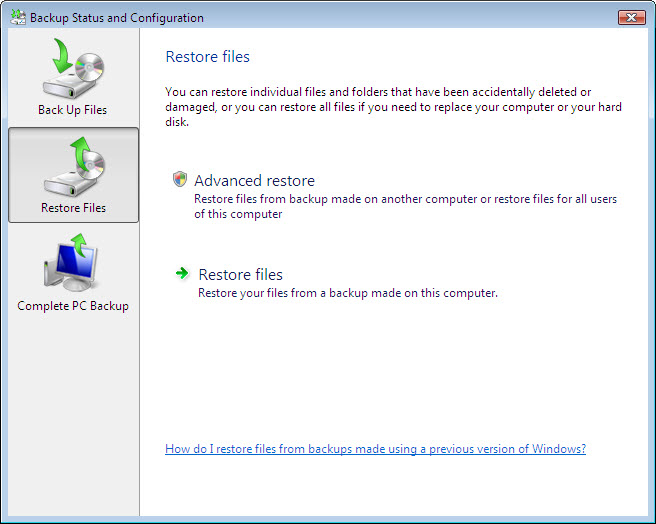 Backup Status and Configuration
Back Up Files
Restore Files
Complete PC Backup
Restore files
You can restore individual files and folders that have been accidentally deleted or
damaged, or you can restore all files if you need to replace your computer or your hard
disk.
Advanced restore
Restore files from backup made on another computer or restore files for all users
of this computer
Restore files
Restore your files from a backup made on this computer.
How do I restore files from backups made using a previous version of Windows?